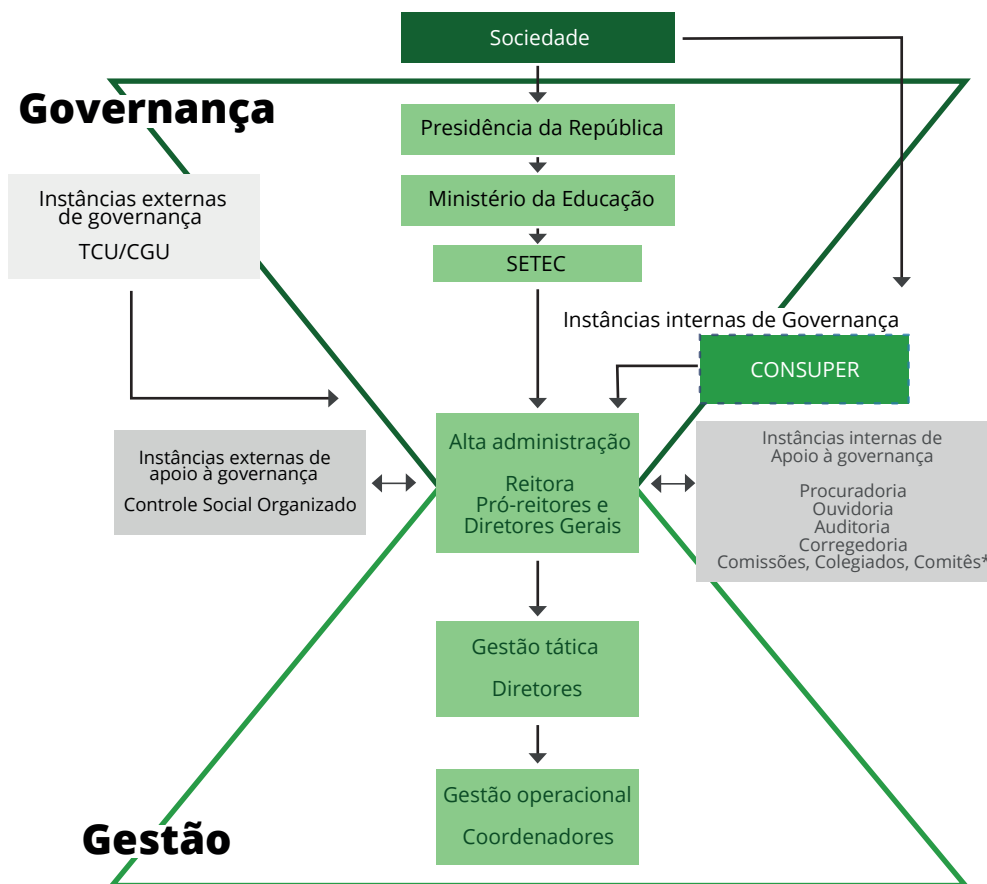 Sociedade
Governança
Presidência da República
Instâncias externas
de governança
TCU/CGU
Ministério da Educação
SETEC
Instâncias internas de Governança
CONSUPER
Instâncias externas de
apoio à governança
Controle Social Organizado
Alta administração
Reitora
Pró-reitores e
Diretores Gerais
Instâncias internas de
Apoio à governança
Procuradoria
Ouvidoria
Auditoria
Corregedoria
Comissões, Colegiados, Comitês*
Gestão tática
Diretores
Gestão operacional
Coordenadores
Gestão